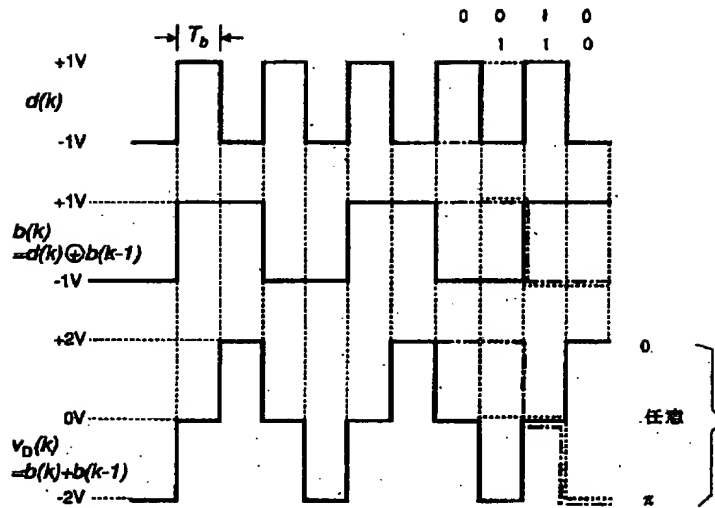 0 0 1 0
1 1 0
T_b
+1V
d(k)
-1V
+1V
b(k)
=d(k)⊕b(k-1)
-1V
+2V
0
0V
任意
v_D(k)
=b(k)+b(k-1)
-2V
π